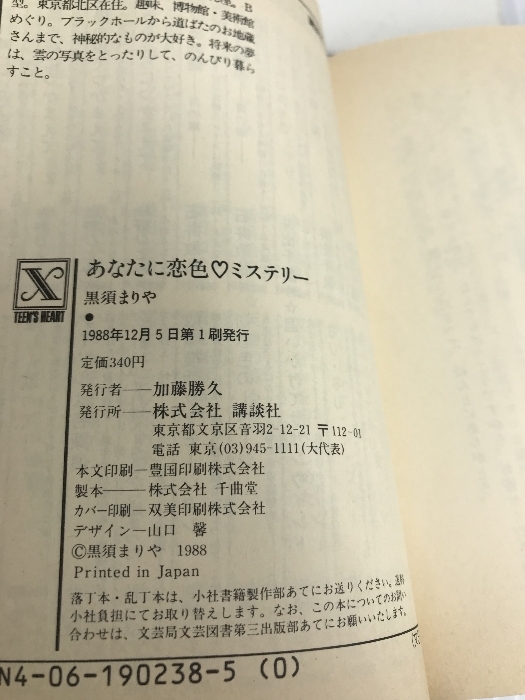 型。東京都北区在住。趣味、博物館・美術館
めぐり。ブラックホールから道ばたのお地蔵
さんまで、神秘的なものが大好き。将来の夢
は、雲の写真をとったりして、のんびり暮ら
すこと。
X
TEEN'S HEART
あなたに恋色♡ミステリー
黒須まりや
●
1988年12月5日第1刷発行
定価340円
発行者——加藤勝久
発行所——株式会社 講談社
東京都文京区音羽2-12-21 〒112-01
電話 東京(03)945-1111(大代表)
本文印刷—豊国印刷株式会社
製本———株式会社 千曲堂
カバー印刷—双美印刷株式会社
デザイン—山口 馨
©黒須まりや 1988
Printed in Japan
落丁本・乱丁本は、小社書籍製作部あてにお送りください。送料
小社負担にてお取り替えします。なお、この本についてのお問い
合わせは、文芸局文芸図書第三出版部あてにお願いいたします。
N4-06-190238-5 (0)